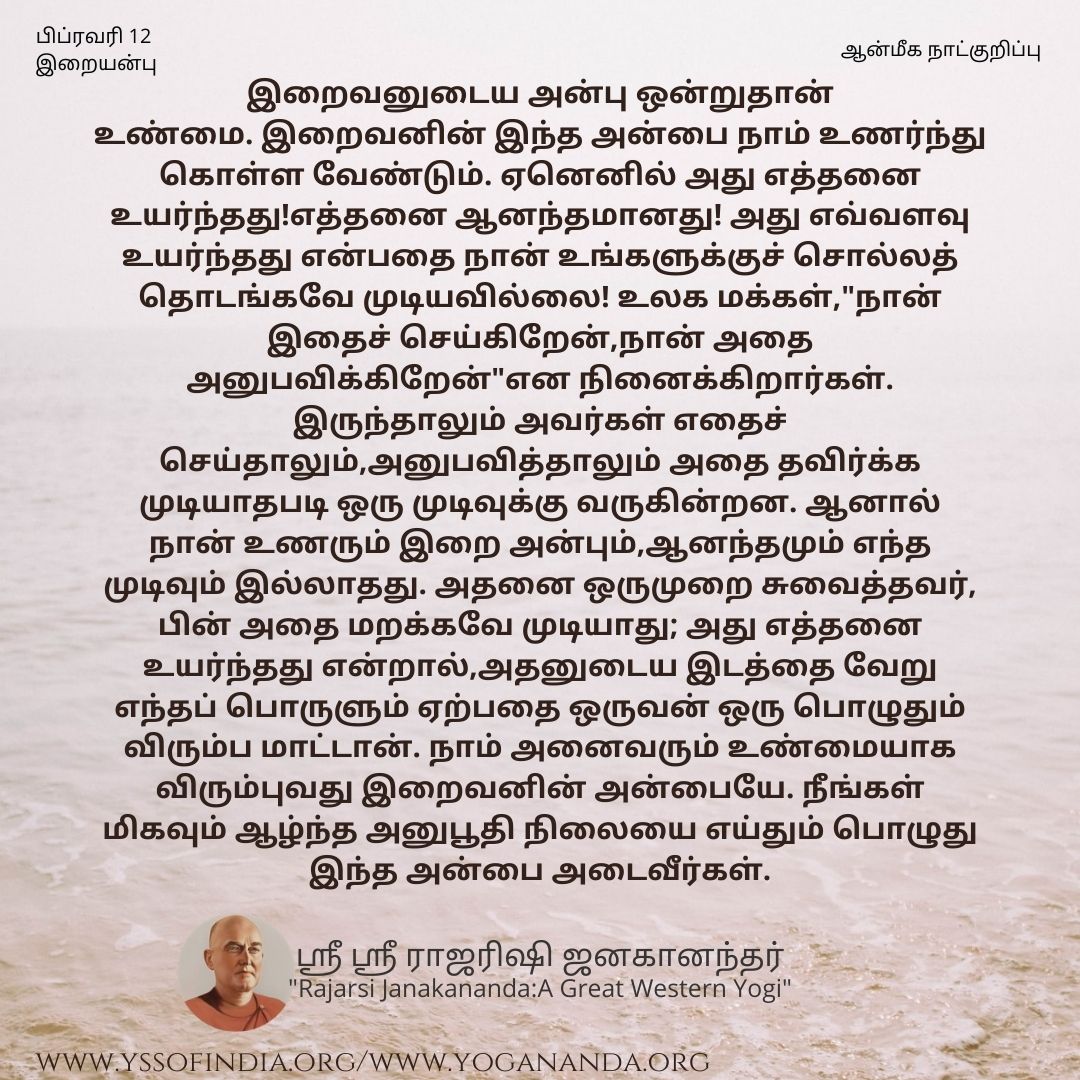 பிப்ரவரி 12
இறையன்பு
ஆன்மீக நாட்குறிப்பு
இறைவனுடைய அன்பு ஒன்றுதான்
உண்மை. இறைவனின் இந்த அன்பை நாம் உணர்ந்து
கொள்ள வேண்டும். ஏனெனில் அது எத்தனை
உயர்ந்தது!எத்தனை ஆனந்தமானது! அது எவ்வளவு
உயர்ந்தது என்பதை நான் உங்களுக்குச் சொல்லத்
தொடங்கவே முடியவில்லை! உலக மக்கள்,"நான்
இதைச் செய்கிறேன்,நான் அதை
அனுபவிக்கிறேன்"என நினைக்கிறார்கள்.
இருந்தாலும் அவர்கள் எதைச்
செய்தாலும்,அனுபவித்தாலும் அதை தவிர்க்க
முடியாதபடி ஒரு முடிவுக்கு வருகின்றன. ஆனால்
நான் உணரும் இறை அன்பும்,ஆனந்தமும் எந்த
முடிவும் இல்லாதது. அதனை ஒருமுறை சுவைத்தவர்,
பின் அதை மறக்கவே முடியாது; அது எத்தனை
உயர்ந்தது என்றால்,அதனுடைய இடத்தை வேறு
எந்தப் பொருளும் ஏற்பதை ஒருவன் ஒரு பொழுதும்
விரும்ப மாட்டான். நாம் அனைவரும் உண்மையாக
விரும்புவது இறைவனின் அன்பையே. நீங்கள்
மிகவும் ஆழ்ந்த அனுபூதி நிலையை எய்தும் பொழுது
இந்த அன்பை அடைவீர்கள்.
ஸ்ரீ ஸ்ரீ ராஜரிஷி ஜனகானந்தர்
"Rajarsi Janakananda:A Great Western Yogi"
WWW.YSSOFINDIA.ORG/WWW.YOGANANDA.ORG